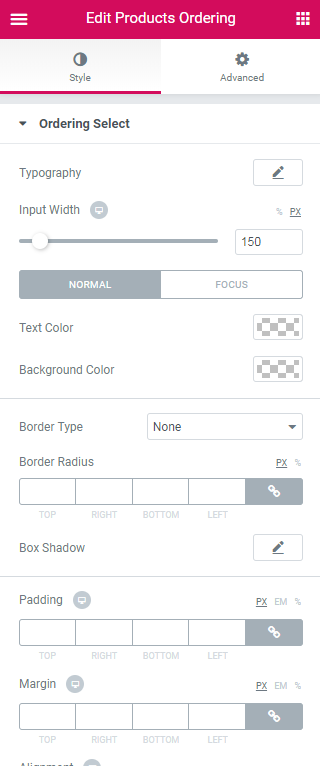 Edit Products Ordering
Style Advanced
Ordering Select
Typography
Input Width % PX
150
NORMAL FOCUS
Text Color
Background Color
Border Type None
Border Radius PX %
TOP RIGHT BOTTOM LEFT
Box Shadow
Padding PX EM %
TOP RIGHT BOTTOM LEFT
Margin PX EM %
TOP RIGHT BOTTOM LEFT
Alignment